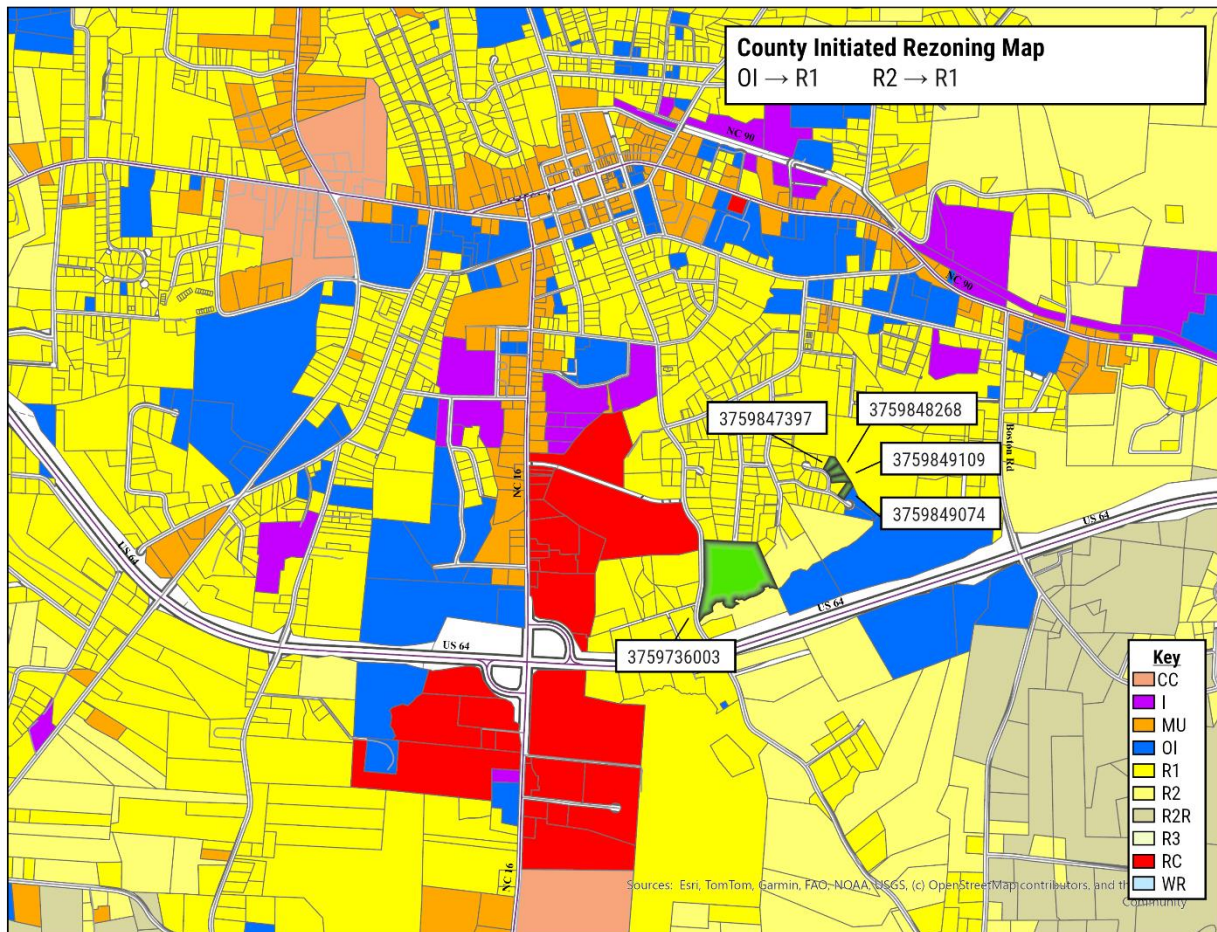 County Initiated Rezoning Map
OI → R1 R2 → R1
NC 90
NC 90
3759847397
3759848268
3759849109
3759849074
Boston Rd
NC 16
US 64
US 64
US 64
US 64
3759736003
NC 16
Key
CC
I
MU
OI
R1
R2
R2R
R3
RC
WR
Sources: Esri, TomTom, Garmin, FAO, NOAA, USGS, (c) OpenStreetMap contributors, and the
Community